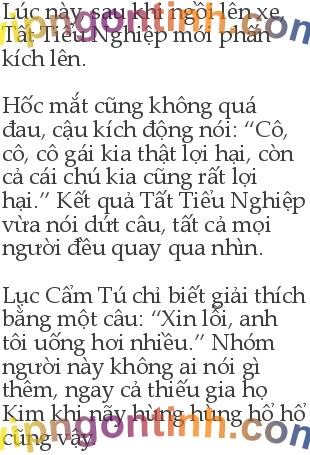 Lúc này, sau khi ngồi lên xe,
Tất Tiểu Nghiệp mới phấn
kích lên.
Hốc mắt cũng không quá
đau, cậu kích động nói: “Cô,
cô, cô gái kia thật lợi hại, còn
cả cái chú kia cũng rất lợi
hại.” Kết quả Tất Tiểu Nghiệp
vừa nói dứt câu, tất cả mọi
người đều quay qua nhìn.
Lục Cẩm Tú chỉ biết giải thích
bằng một câu: “Xin lỗi, anh
tôi uống hơi nhiều.” Nhóm
người này không ai nói gì
thêm, ngay cả thiếu gia họ
Kim khi nãy hùng hùng hổ hổ
cũng vậy.
vipngontinh.com
vipngontinh.com